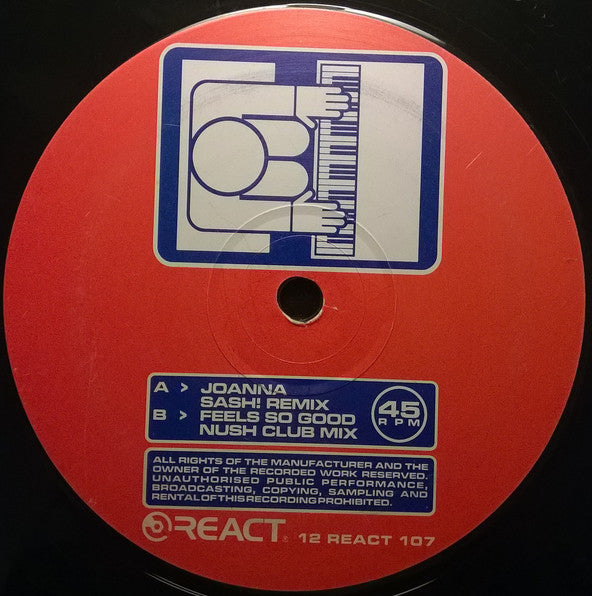 A > JOANNA
SASH! REMIX
B > FEELS SO GOOD
NUSH CLUB MIX
45
RPM
ALL RIGHTS OF THE MANUFACTURER AND THE
OWNER OF THE RECORDED WORK RESERVED.
UNAUTHORISED PUBLIC PERFORMANCE,
BROADCASTING, COPYING, SAMPLING AND
RENTAL OF THIS RECORDING PROHIBITED.
REACT® 12 REACT 107